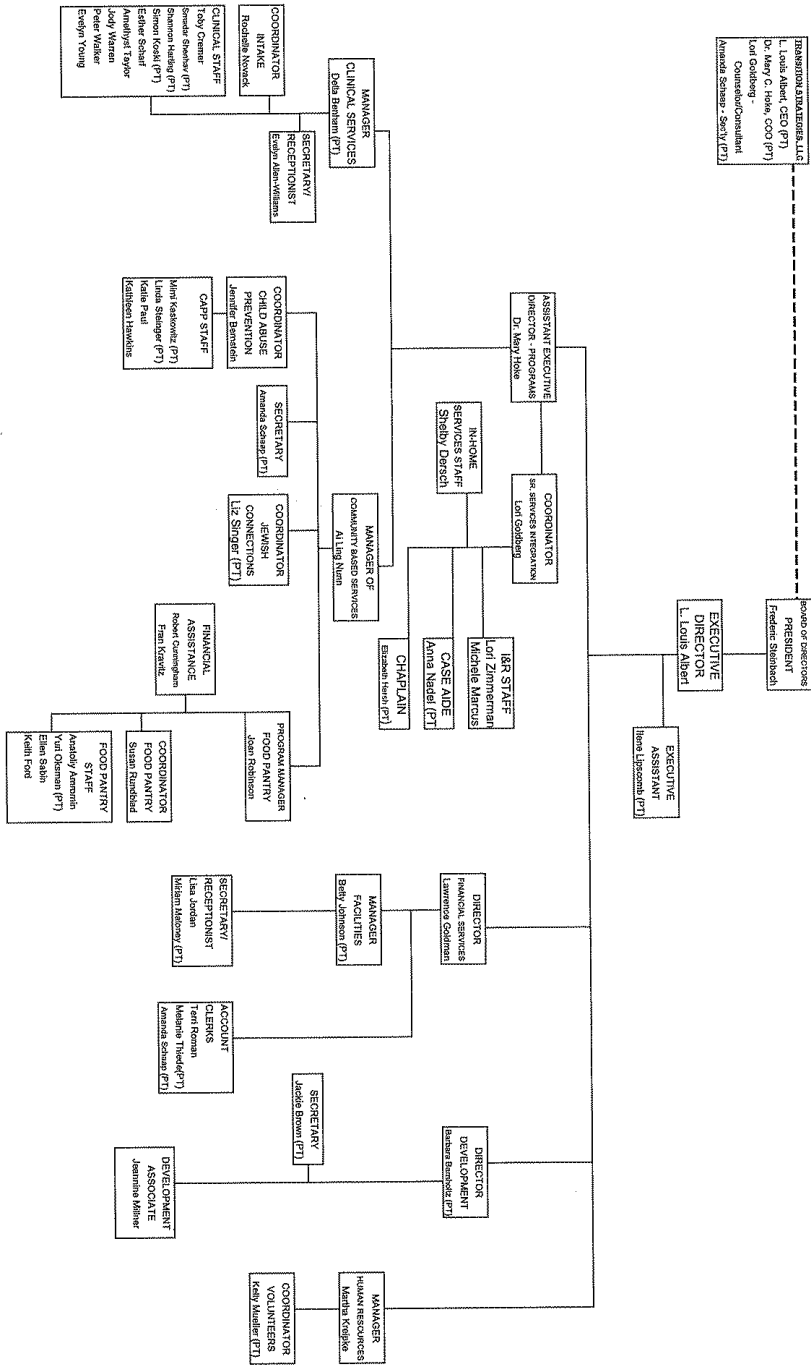 TRANSITION STRATEGIES, LLC
L. Louis Albert, CEO (PT)
Dr. Mary C. Hoke, COO (PT)
Lori Goldberg -
Counselor/Consultant
Amanda Schaap - Sec'ty (PT)
BOARD OF DIRECTORS
PRESIDENT
Frederic Steinbach
EXECUTIVE
DIRECTOR
L. Louis Albert
EXECUTIVE
ASSISTANT
Ilene Lipscomb (PT)
ASSISTANT EXECUTIVE
DIRECTOR - PROGRAMS
Dr. Mary Hoke
COORDINATOR
SR. SERVICES INTEGRATION
Lori Goldberg
IN-HOME
SERVICES STAFF
Shelby Dersch
I&R STAFF
Lori Zimmerman
Michele Marcus
CASE AIDE
Anna Nadel (PT)
CHAPLAIN
Elizabeth Hersh (PT)
MANAGER
CLINICAL SERVICES
Delta Benham (PT)
COORDINATOR
INTAKE
Rochelle Novack
SECRETARY/
RECEPTIONIST
Evelyn Allen-Williams
CLINICAL STAFF
Toby Cremer
Smadar Shenhav (PT)
Shannon Harting (PT)
Simon Koski (PT)
Esther Scharf
Amethyst Taylor
Jody Warren
Peter Walker
Evelyn Young
MANAGER OF
COMMUNITY BASED SERVICES
Ai Ling Nunn
COORDINATOR
CHILD ABUSE
PREVENTION
Jennifer Bernstein
CAPP STAFF
Mimi Kaskowitz (PT)
Linda Steinger (PT)
Katie Paul
Kathleen Hawkins
SECRETARY
Amanda Schaap (PT)
COORDINATOR
JEWISH
CONNECTIONS
Liz Singer (PT)
PROGRAM MANAGER
FOOD PANTRY
Joan Robinson
FINANCIAL
ASSISTANCE
Robert Cunningham
Fran Kravitz
COORDINATOR
FOOD PANTRY
Susan Rundblad
FOOD PANTRY
STAFF
Anatoliy Ammrin
Yuri Oksman (PT)
Ellen Sabin
Keith Ford
DIRECTOR
FINANCIAL SERVICES
Lawrence Goldman
MANAGER
FACILITIES
Betty Johnson (PT)
SECRETARY/
RECEPTIONIST
Lisa Jordan
Miriam Maloney (PT)
ACCOUNT
CLERKS
Terri Roman
Melanie Thiede(PT)
Amanda Schaap (PT)
DIRECTOR
DEVELOPMENT
Barbara Barnholtz (PT)
SECRETARY
Jackie Brown (PT)
DEVELOPMENT
ASSOCIATE
Jeannine Millner
MANAGER
HUMAN RESOURCES
Martha Kreipke
COORDINATOR
VOLUNTEERS
Kelly Mueller (PT)